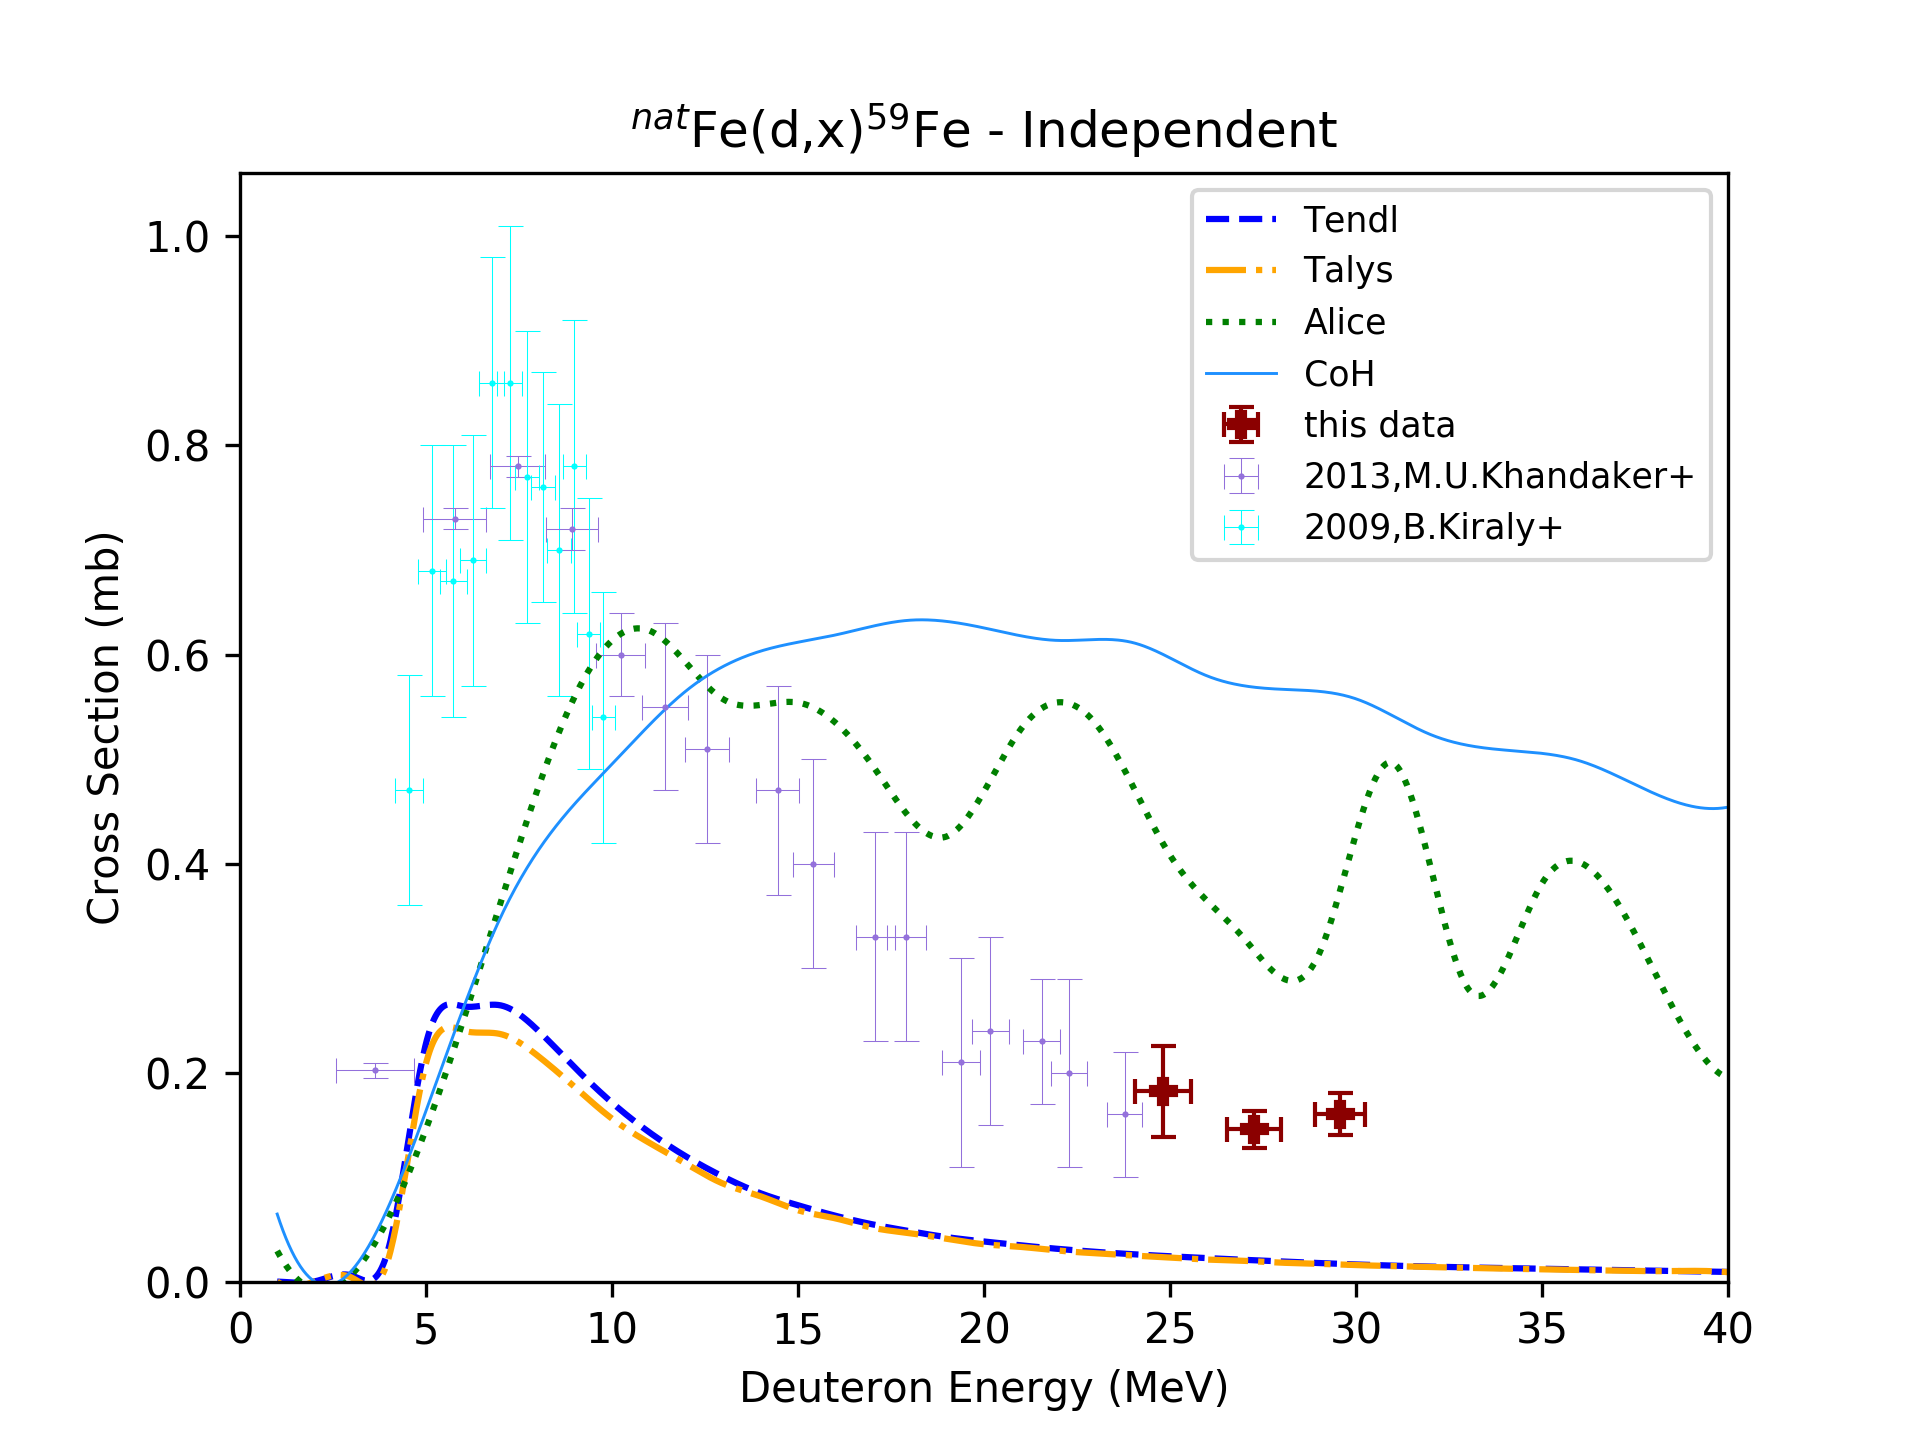 natFe(d,x)59Fe - Independent
Cross Section (mb)
1.0
0.8
0.6
0.4
0.2
0.0
Tendl
Talys
Alice
CoH
this data
2013,M.U.Khandaker+
2009,B.Kiraly+
0 5 10 15 20 25 30 35 40
Deuteron Energy (MeV)